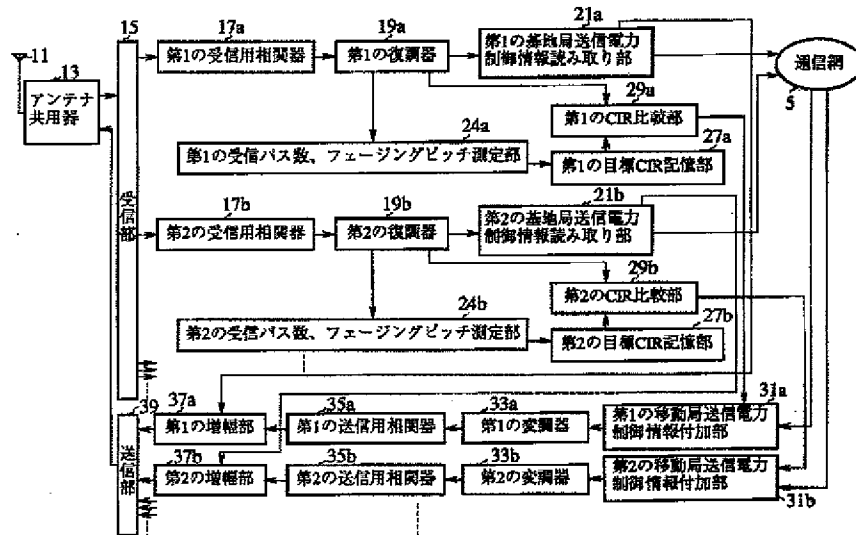 15
17a
19a
21a
11
13
アンテナ
共用器
第1の受信用相関器
第1の復調器
第1の基地局送信電力
制御情報読み取り部
通信網
5
29a
第1のCIR比較部
24a
27a
第1の受信パス数、フェージングピッチ測定部
第1の目標CIR記憶部
受信部
17b
19b
21b
第2の受信用相関器
第2の復調器
第2の基地局送信電力
制御情報読み取り部
29b
第2のCIR比較部
24b
27b
第2の受信パス数、フェージングピッチ測定部
第2の目標CIR記憶部
39
37a
35a
33a
31a
第1の増幅部
第1の送信用相関器
第1の変調器
第1の移動局送信電力
制御情報付加部
送信部
37b
35b
33b
第2の増幅部
第2の送信用相関器
第2の変調器
第2の移動局送信電力
制御情報付加部
31b